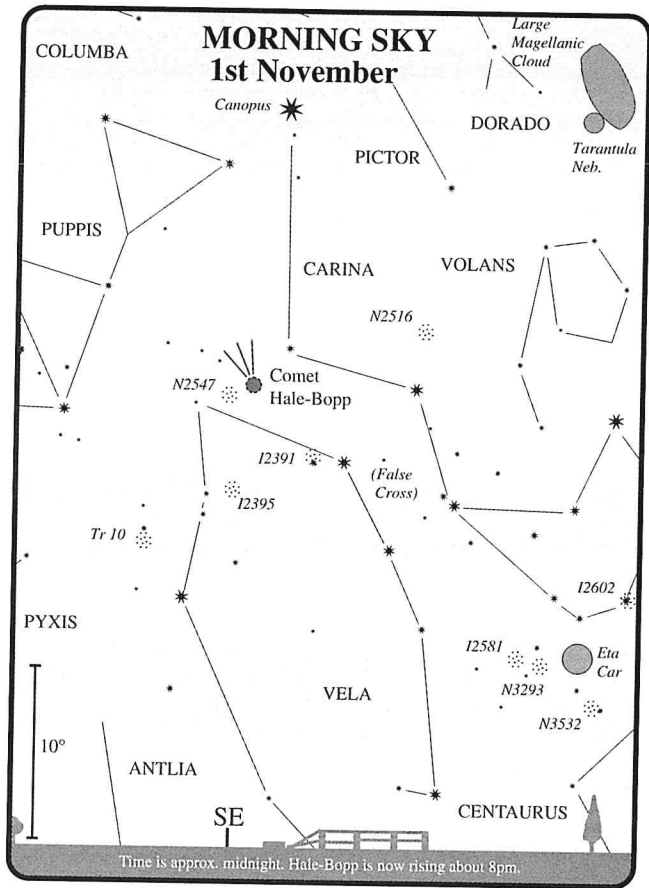 MORNING SKY
1st November
COLUMBA
Large
Magellanic
Cloud
Canopus
DORADO
PICTOR
Tarantula
Neb.
PUPPIS
CARINA
VOLANS
N2516
Comet
Hale-Bopp
N2547
I2391
(False
Cross)
I2395
Tr 10
I2602
PYXIS
I2581
Eta
Car
N3293
VELA
N3532
10°
ANTLIA
SE
CENTAURUS
Time is approx. midnight. Hale-Bopp is now rising about 8pm.